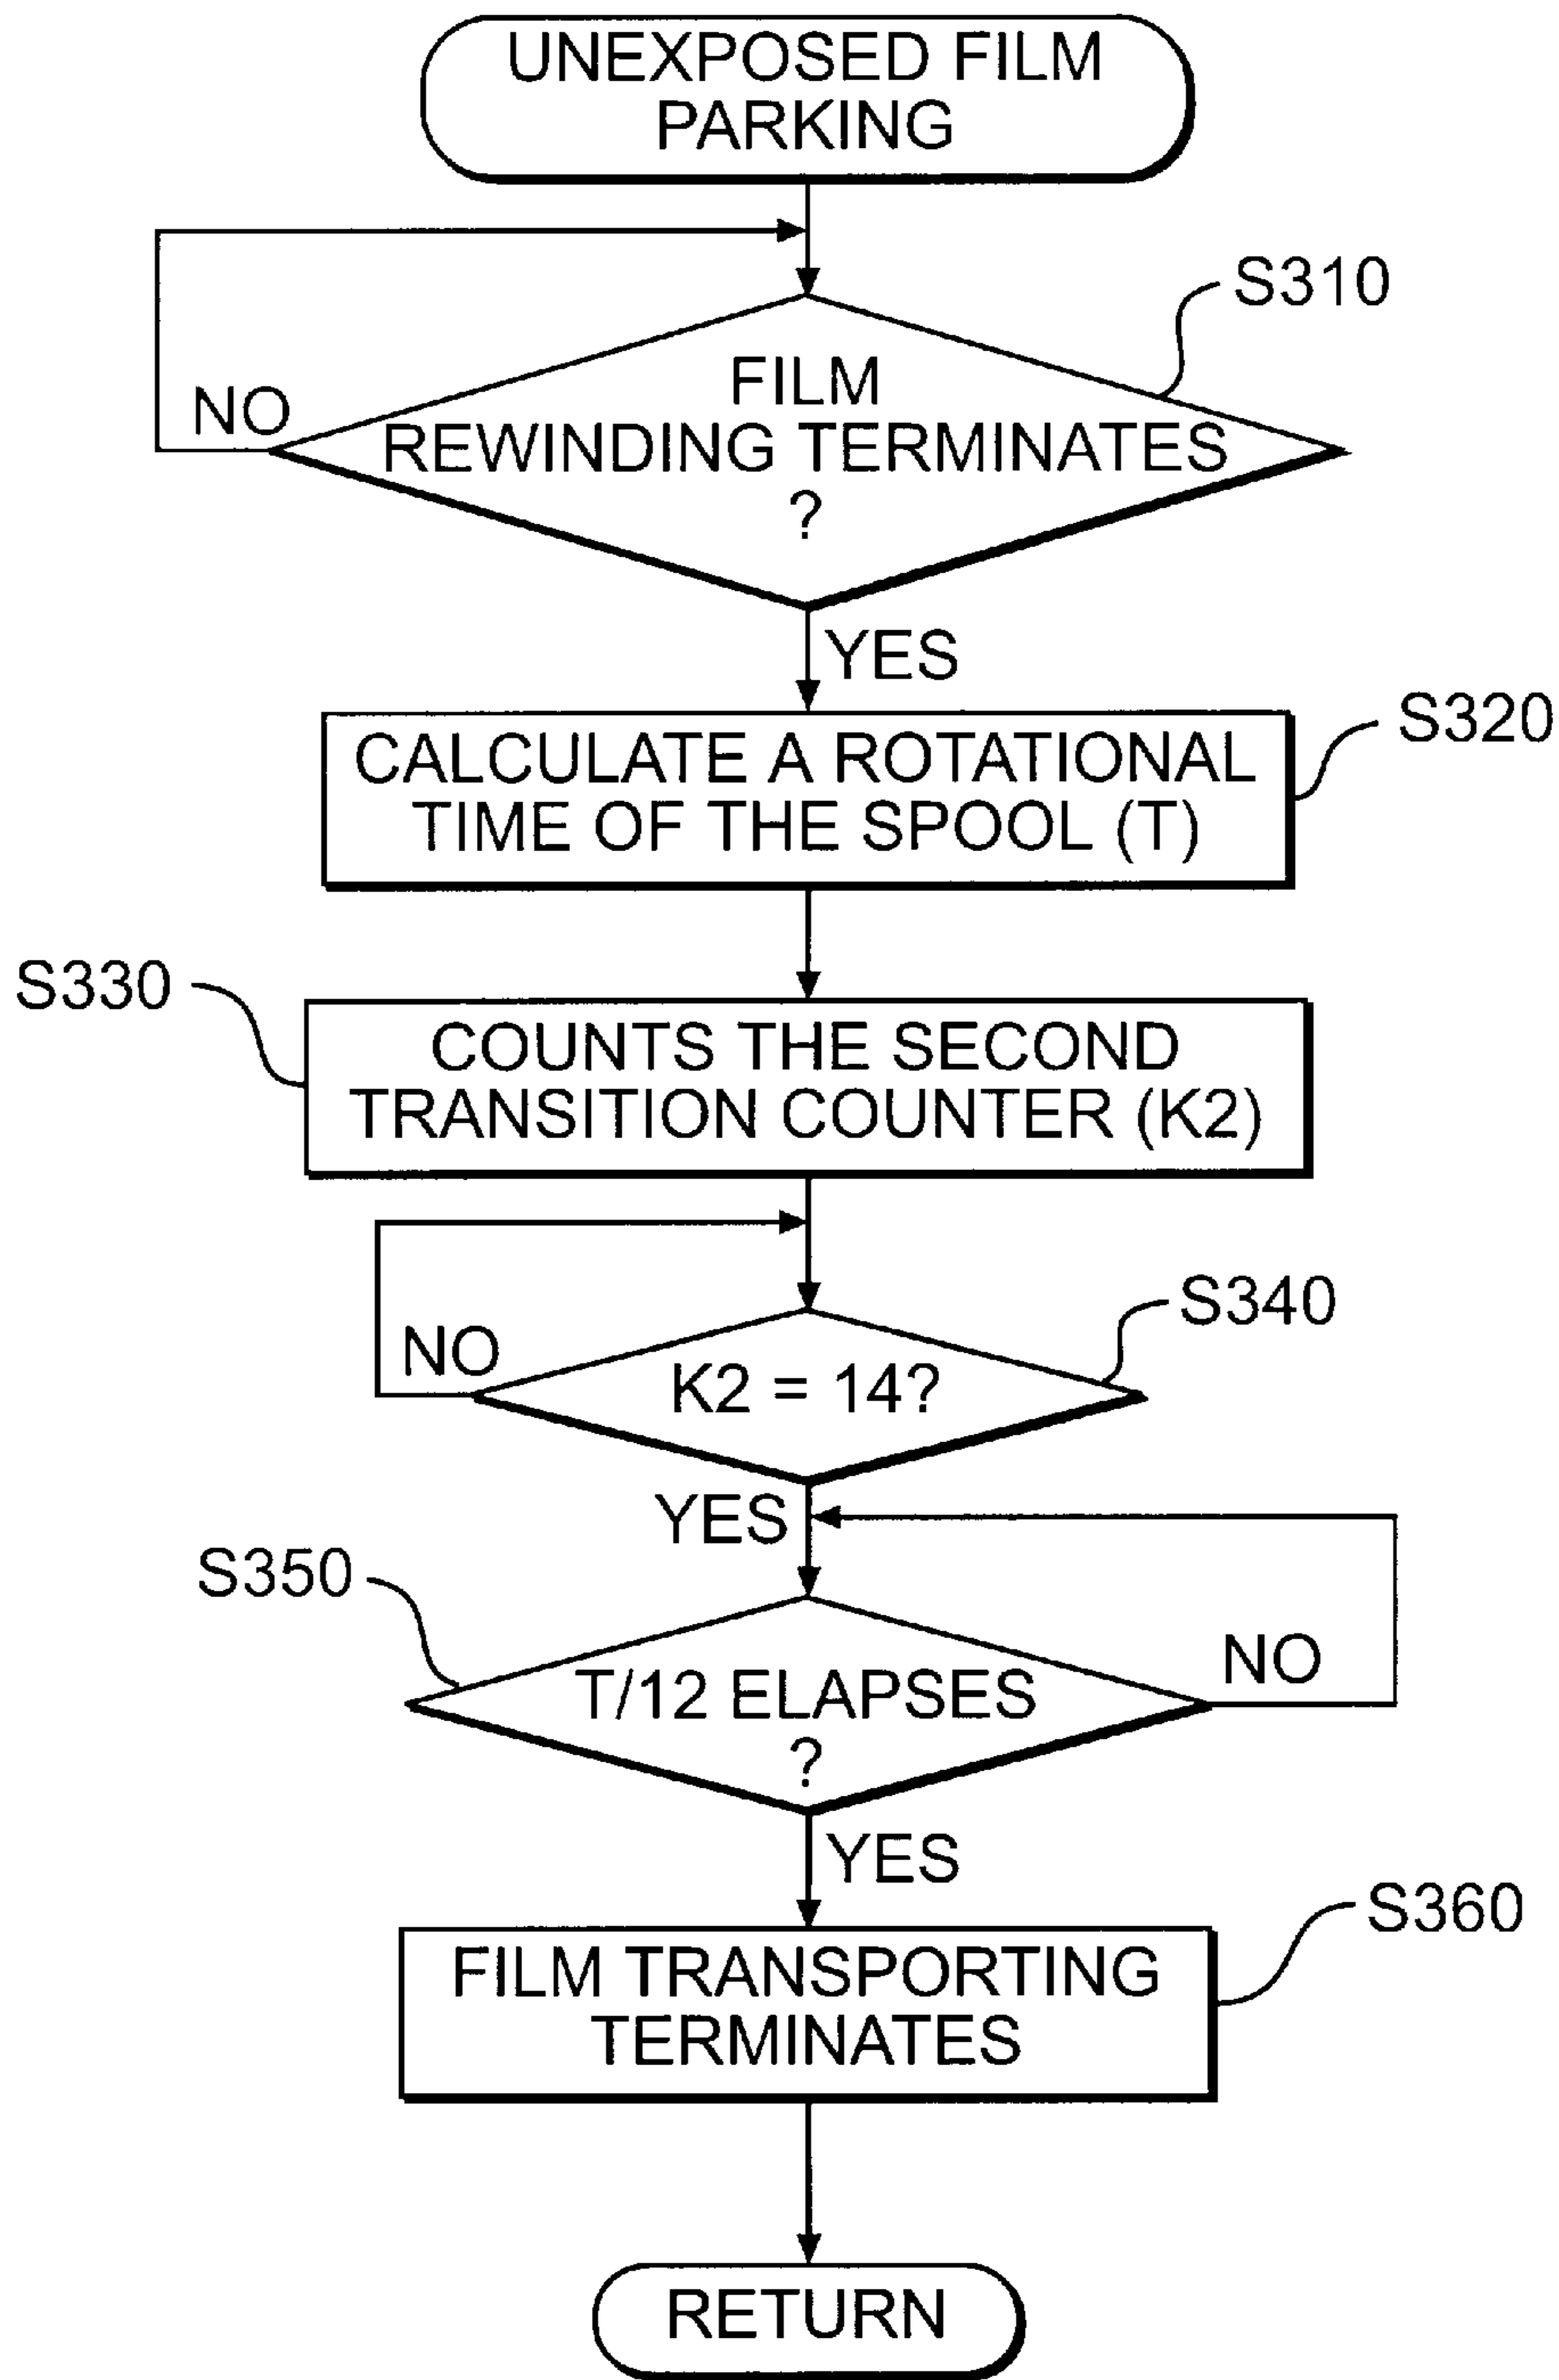 UNEXPOSED FILM
PARKING
S310
FILM
NO
REWINDING TERMINATES
?
YES
S320
CALCULATE A ROTATIONAL
TIME OF THE SPOOL (T)
S330
COUNTS THE SECOND
TRANSITION COUNTER (K2)
S340
NO
K2 = 14?
YES
S350
NO
T/12 ELAPSES
?
YES
S360
FILM TRANSPORTING
TERMINATES
RETURN